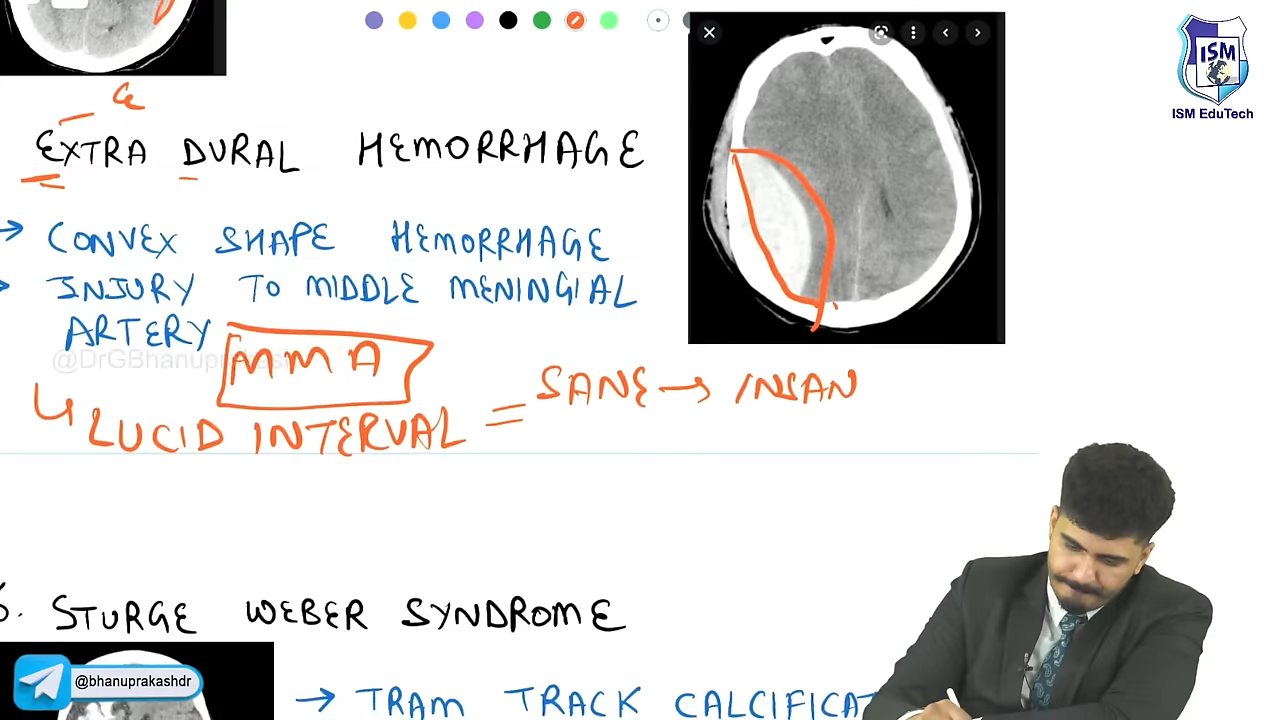 ISM
ISM EduTech
EXTRA DURAL HEMORRHAGE
→ CONVEX SHAPE HEMORRHAGE
INJURY TO MIDDLE MENINGIAL
ARTERY
@DrGBhanuprakash
MMA
LUCID INTERVAL = SANE → INSAN
STURGE WEBER SYNDROME
@bhanuprakashdr
→ TRAM TRACK CALCIFICAT